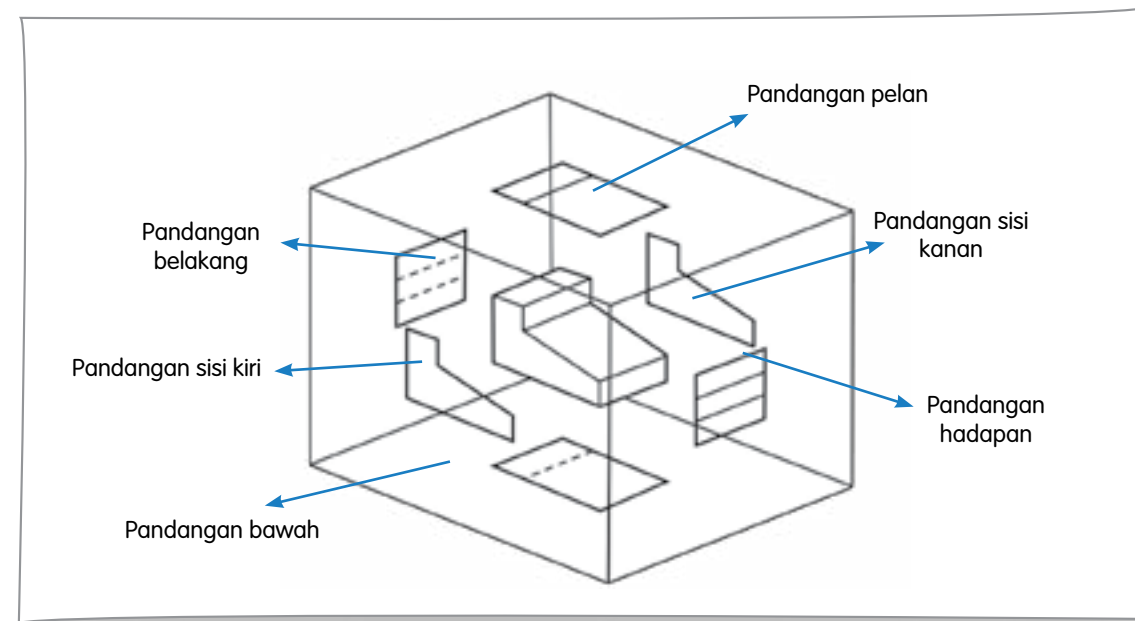 Pandangan pelan
Pandangan sisi
kanan
Pandangan
belakang
Pandangan sisi kiri
Pandangan
hadapan
Pandangan bawah